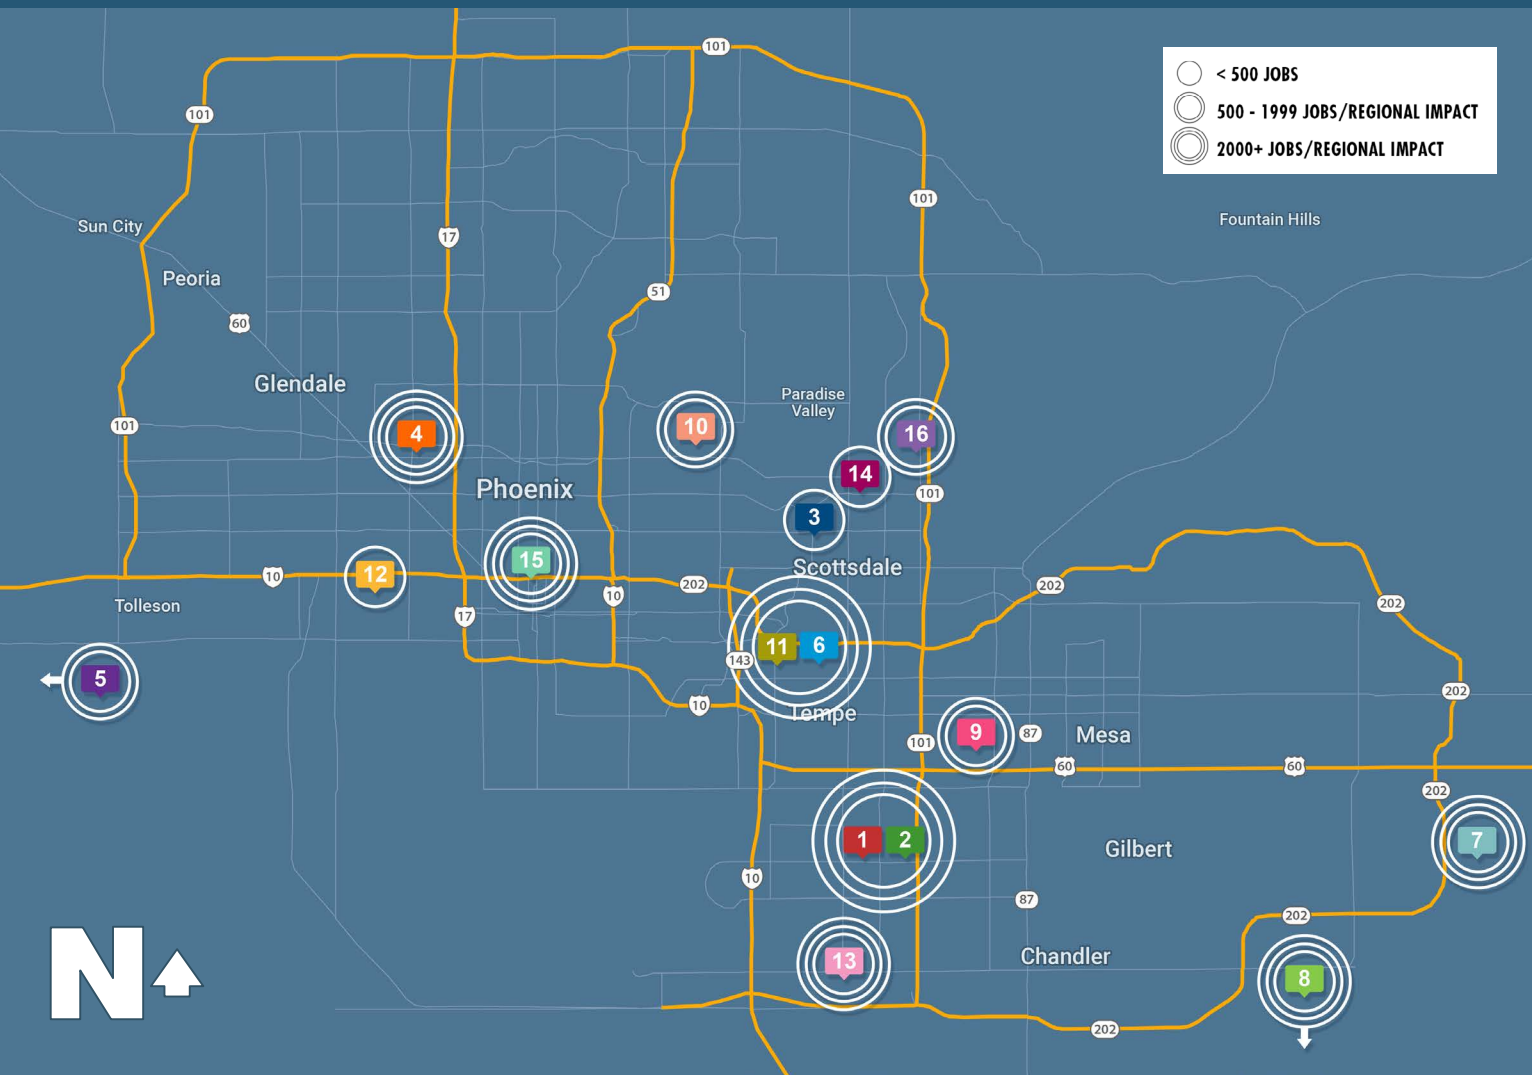 101
101
< 500 JOBS
500 - 1999 JOBS/REGIONAL IMPACT
2000+ JOBS/REGIONAL IMPACT
101
Fountain Hills
Sun City
17
Peoria
51
60
Glendale
Paradise
Valley
101
4
10
16
14
Phoenix
101
3
15
Scottsdale
12
10
202
202
10
202
Tolleson
17
11
6
143
5
202
10
Tempe
9
87
Mesa
101
60
60
202
1
2
7
Gilbert
10
87
202
N
Chandler
13
8
202